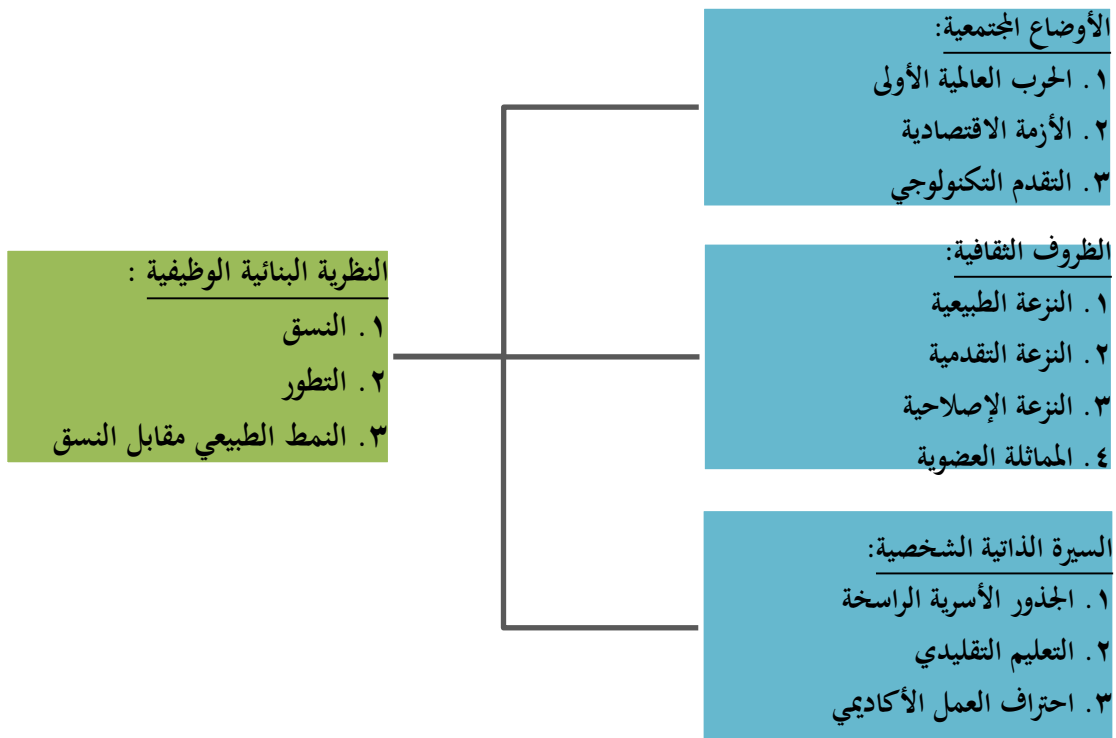 الأوضاع المجتمعية:
١. الحرب العالمية الأولى
٢. الأزمة الاقتصادية
٣. التقدم التكنولوجي
الظروف الثقافية:
١. النزعة الطبيعية
٢. النزعة التقدمية
٣. النزعة الإصلاحية
٤. المماثلة العضوية
السيرة الذاتية الشخصية:
١. الجذور الأسرية الراسخة
٢. التعليم التقليدي
٣. احتراف العمل الأكاديمي
النظرية البنائية الوظيفية :
١. النسق
٢. التطور
٣. النمط الطبيعي مقابل النسق